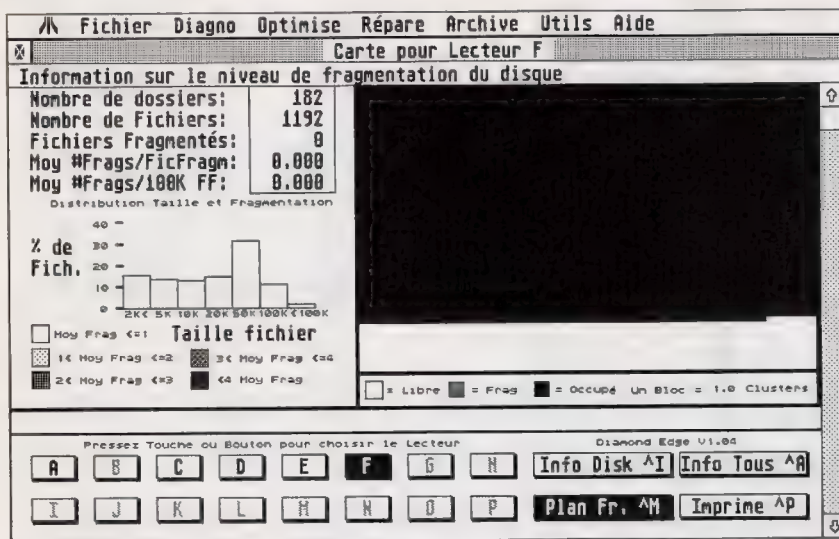 Fichier Diagno Optimise Répare Archive Utils Aide
Carte pour Lecteur F
Information sur le niveau de fragmentation du disque
Nombre de dossiers: 182
Nombre de Fichiers: 1192
Fichiers Fragmentés: 0
Moy #Frags/FicFragm: 0.000
Moy #Frags/100K FF: 0.000
Distribution Taille et Fragmentation
40
% de 30
Fich. 20
10
0
2K< 5K 10K 20K 50K 100K <100K
Moy Frag <=1 Taille fichier
1< Moy Frag <=2 3< Moy Frag <=4
2< Moy Frag <=3 <4 Moy Frag
= Libre = Frag = Occupé Un Bloc = 1.0 Clusters
Pressez Touche ou Bouton pour choisir le Lecteur Diamond Edge V1.04
A B C D E F G H Info Disk ^I Info Tous ^A
I J K L M N O P Plan Fr. ^M Imprime ^P